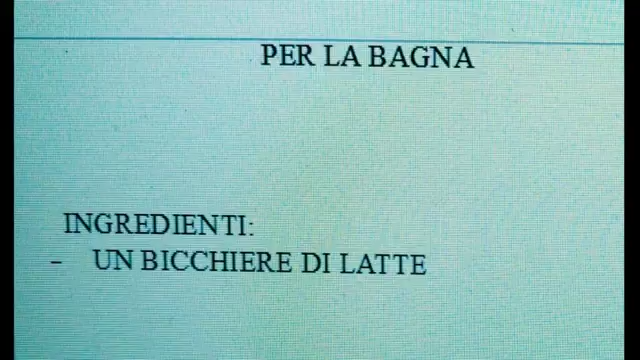 PER LA BAGNA
INGREDIENTI:
- UN BICCHIERE DI LATTE